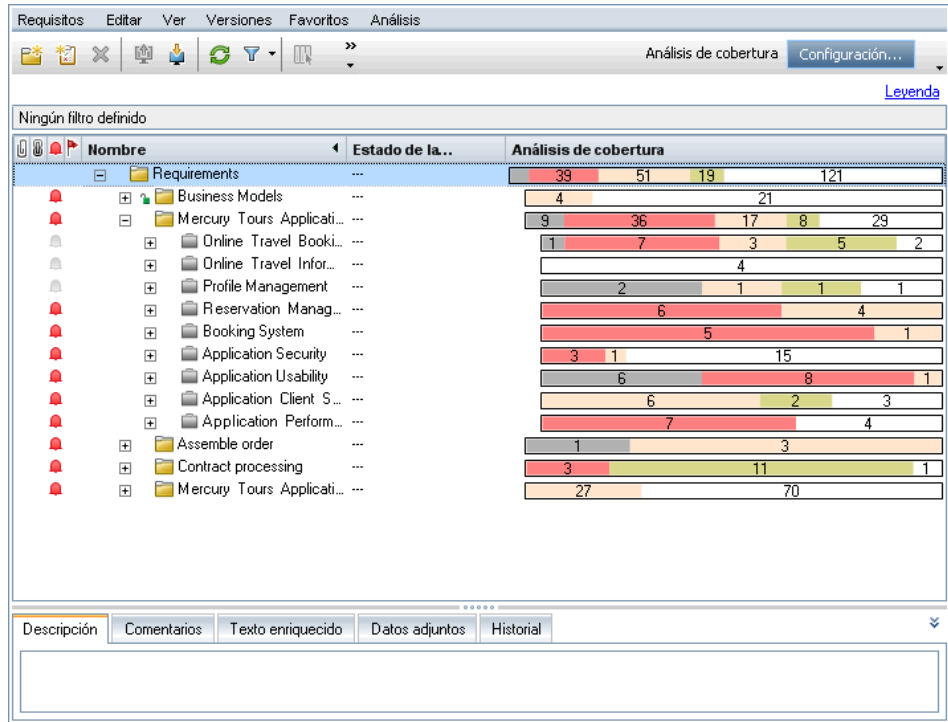 Requisitos Editar Ver Versiones Favoritos Análisis
» Análisis de cobertura Configuración...
Leyenda
Ningún filtro definido
Nombre Estado de la... Análisis de cobertura
Requirements --- 39 51 19 121
Business Models --- 4 21
Mercury Tours Applicati... --- 9 36 17 8 29
Online Travel Booki... --- 1 7 3 5 2
Online Travel Infor... --- 4
Profile Management --- 2 1 1 1
Reservation Manag... --- 6 4
Booking System --- 5 1
Application Security --- 3 1 15
Application Usability --- 6 8 1
Application Client S... --- 6 2 3
Application Perform... --- 7 4
Assemble order --- 1 3
Contract processing --- 3 11 1
Mercury Tours Applicati... --- 27 70
Descripción Comentarios Texto enriquecido Datos adjuntos Historial